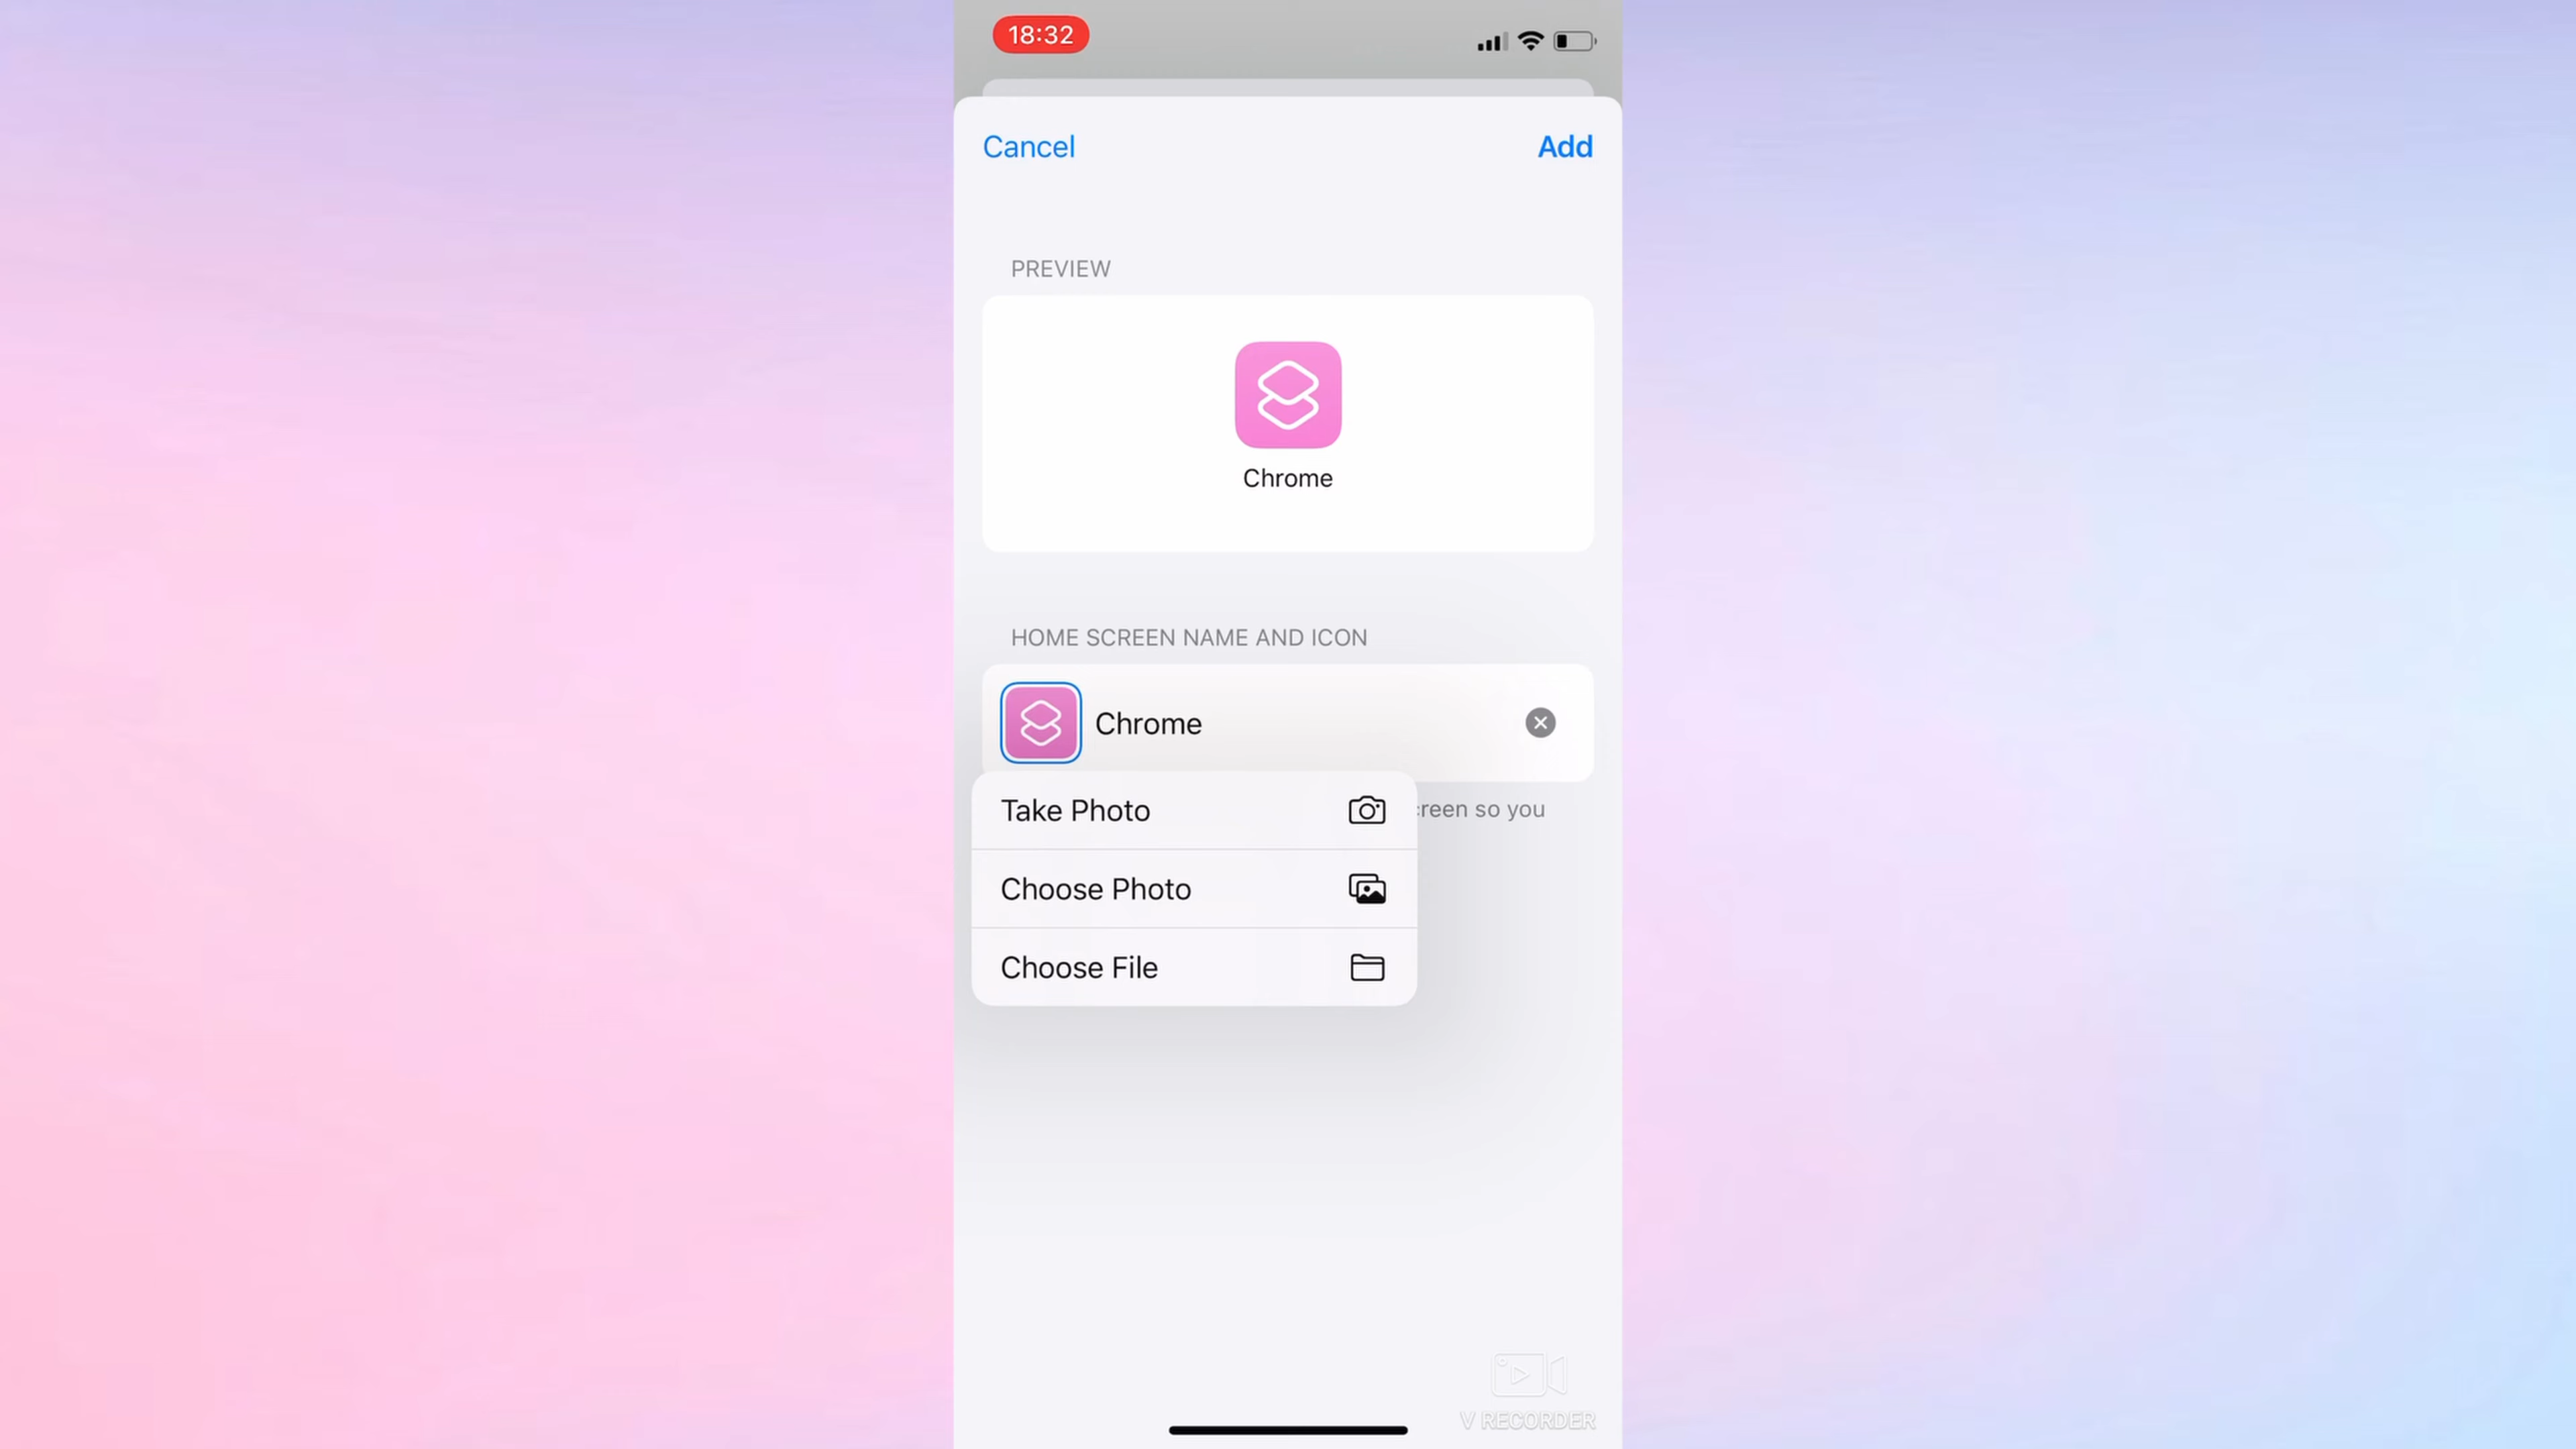 18:32
Cancel
Add
PREVIEW
Chrome
HOME SCREEN NAME AND ICON
Chrome
creen so you
Take Photo
Choose Photo
Choose File
V RECORDER